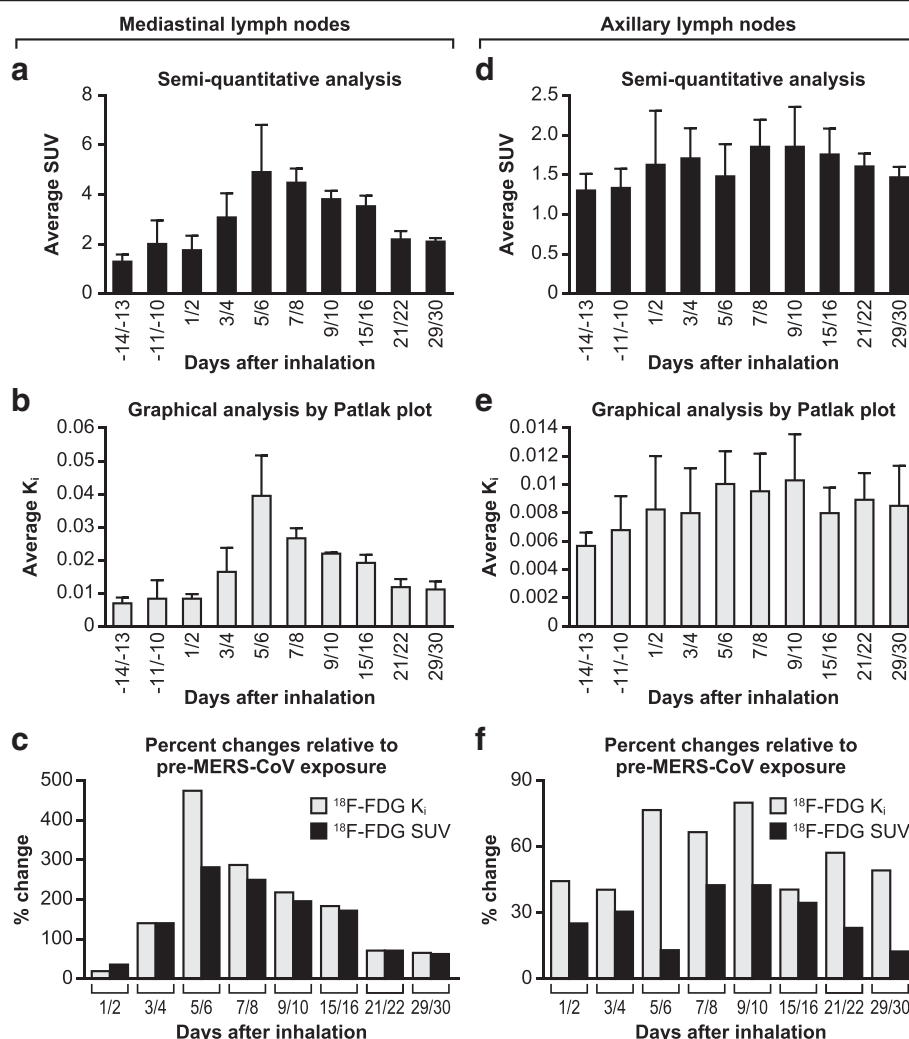 Mediastinal lymph nodes
a
Semi-quantitative analysis
8
6
4
2
0
Average SUV
-14/-13
-11/-10
1/2
3/4
5/6
7/8
9/10
15/16
21/22
29/30
Days after inhalation
b
Graphical analysis by Patlak plot
0.06
0.05
0.04
0.03
0.02
0.01
0
Average Ki
-14/-13
-11/-10
1/2
3/4
5/6
7/8
9/10
15/16
21/22
29/30
Days after inhalation
c
Percent changes relative to
pre-MERS-CoV exposure
500
400
300
200
100
0
% change
18F-FDG Ki
18F-FDG SUV
1/2
3/4
5/6
7/8
9/10
15/16
21/22
29/30
Days after inhalation
Axillary lymph nodes
d
Semi-quantitative analysis
2.5
2.0
1.5
1.0
0.5
0
Average SUV
-14/-13
-11/-10
1/2
3/4
5/6
7/8
9/10
15/16
21/22
29/30
Days after inhalation
e
Graphical analysis by Patlak plot
0.014
0.012
0.01
0.008
0.006
0.004
0.002
0
Average Ki
-14/-13
-11/-10
1/2
3/4
5/6
7/8
9/10
15/16
21/22
29/30
Days after inhalation
f
Percent changes relative to
pre-MERS-CoV exposure
90
60
30
0
% change
18F-FDG Ki
18F-FDG SUV
1/2
3/4
5/6
7/8
9/10
15/16
21/22
29/30
Days after inhalation